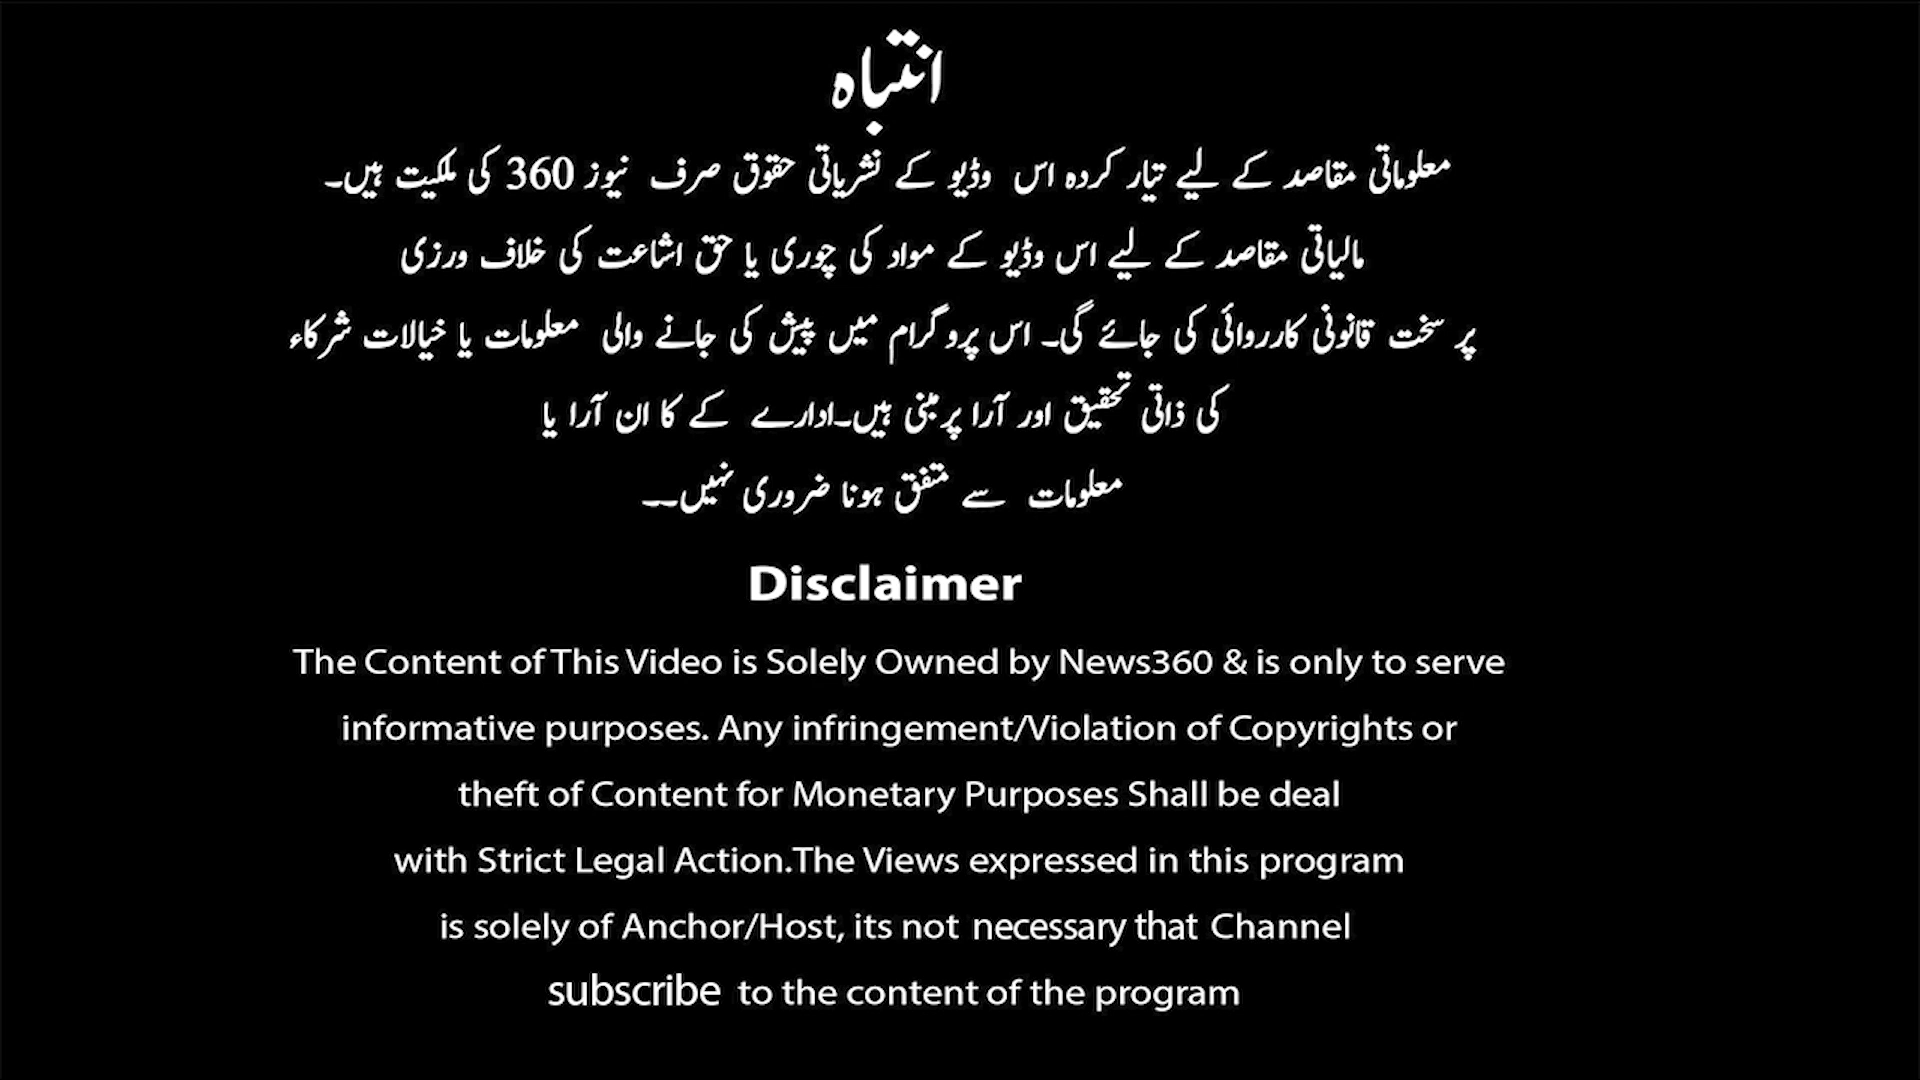 انتباہ
معلوماتی مقاصد کے لیے تیار کردہ اس وڈیو کے نشریاتی حقوق صرف نیوز 360 کی ملکیت ہیں۔
مالیاتی مقاصد کے لیے اس وڈیو کے مواد کی چوری یا حق اشاعت کی خلاف ورزی
پر سخت قانونی کارروائی کی جائے گی۔ اس پروگرام میں پیش کی جانے والی معلومات یا خیالات شرکاء
کی ذاتی تحقیق اور آرا پر مبنی ہیں۔ادارے کے کا ان آرا یا
معلومات سے متفق ہونا ضروری نہیں۔۔
Disclaimer
The Content of This Video is Solely Owned by News360 & is only to serve
informative purposes. Any infringement/Violation of Copyrights or
theft of Content for Monetary Purposes Shall be deal
with Strict Legal Action.The Views expressed in this program
is solely of Anchor/Host, its not necessary that Channel
subscribe to the content of the program